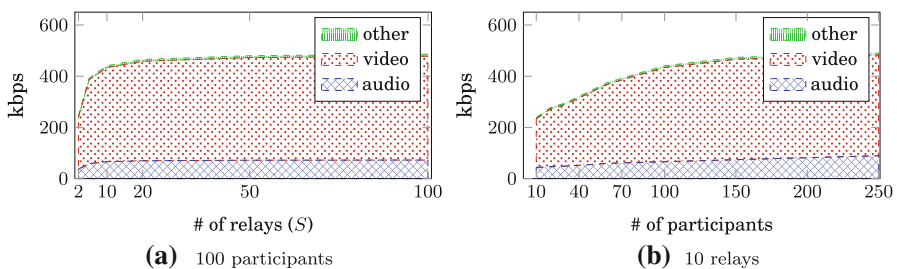 600
400
200
0
kbps
other
video
audio
2 10 20 50 100
# of relays (S)
(a) 100 participants
600
400
200
0
kbps
other
video
audio
10 40 70 100 150 200 250
# of participants
(b) 10 relays